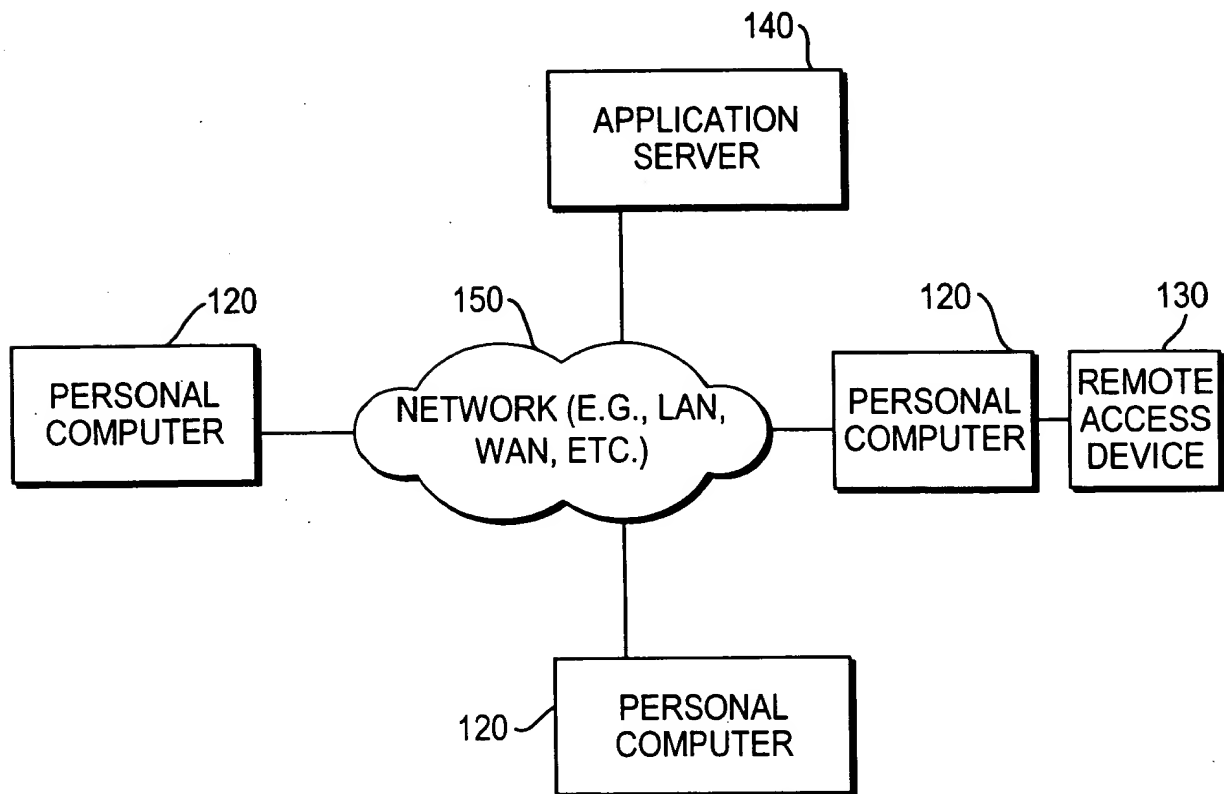 140
APPLICATION
SERVER
120
150
120
130
PERSONAL
COMPUTER
NETWORK (E.G., LAN,
WAN, ETC.)
PERSONAL
COMPUTER
REMOTE
ACCESS
DEVICE
120
PERSONAL
COMPUTER